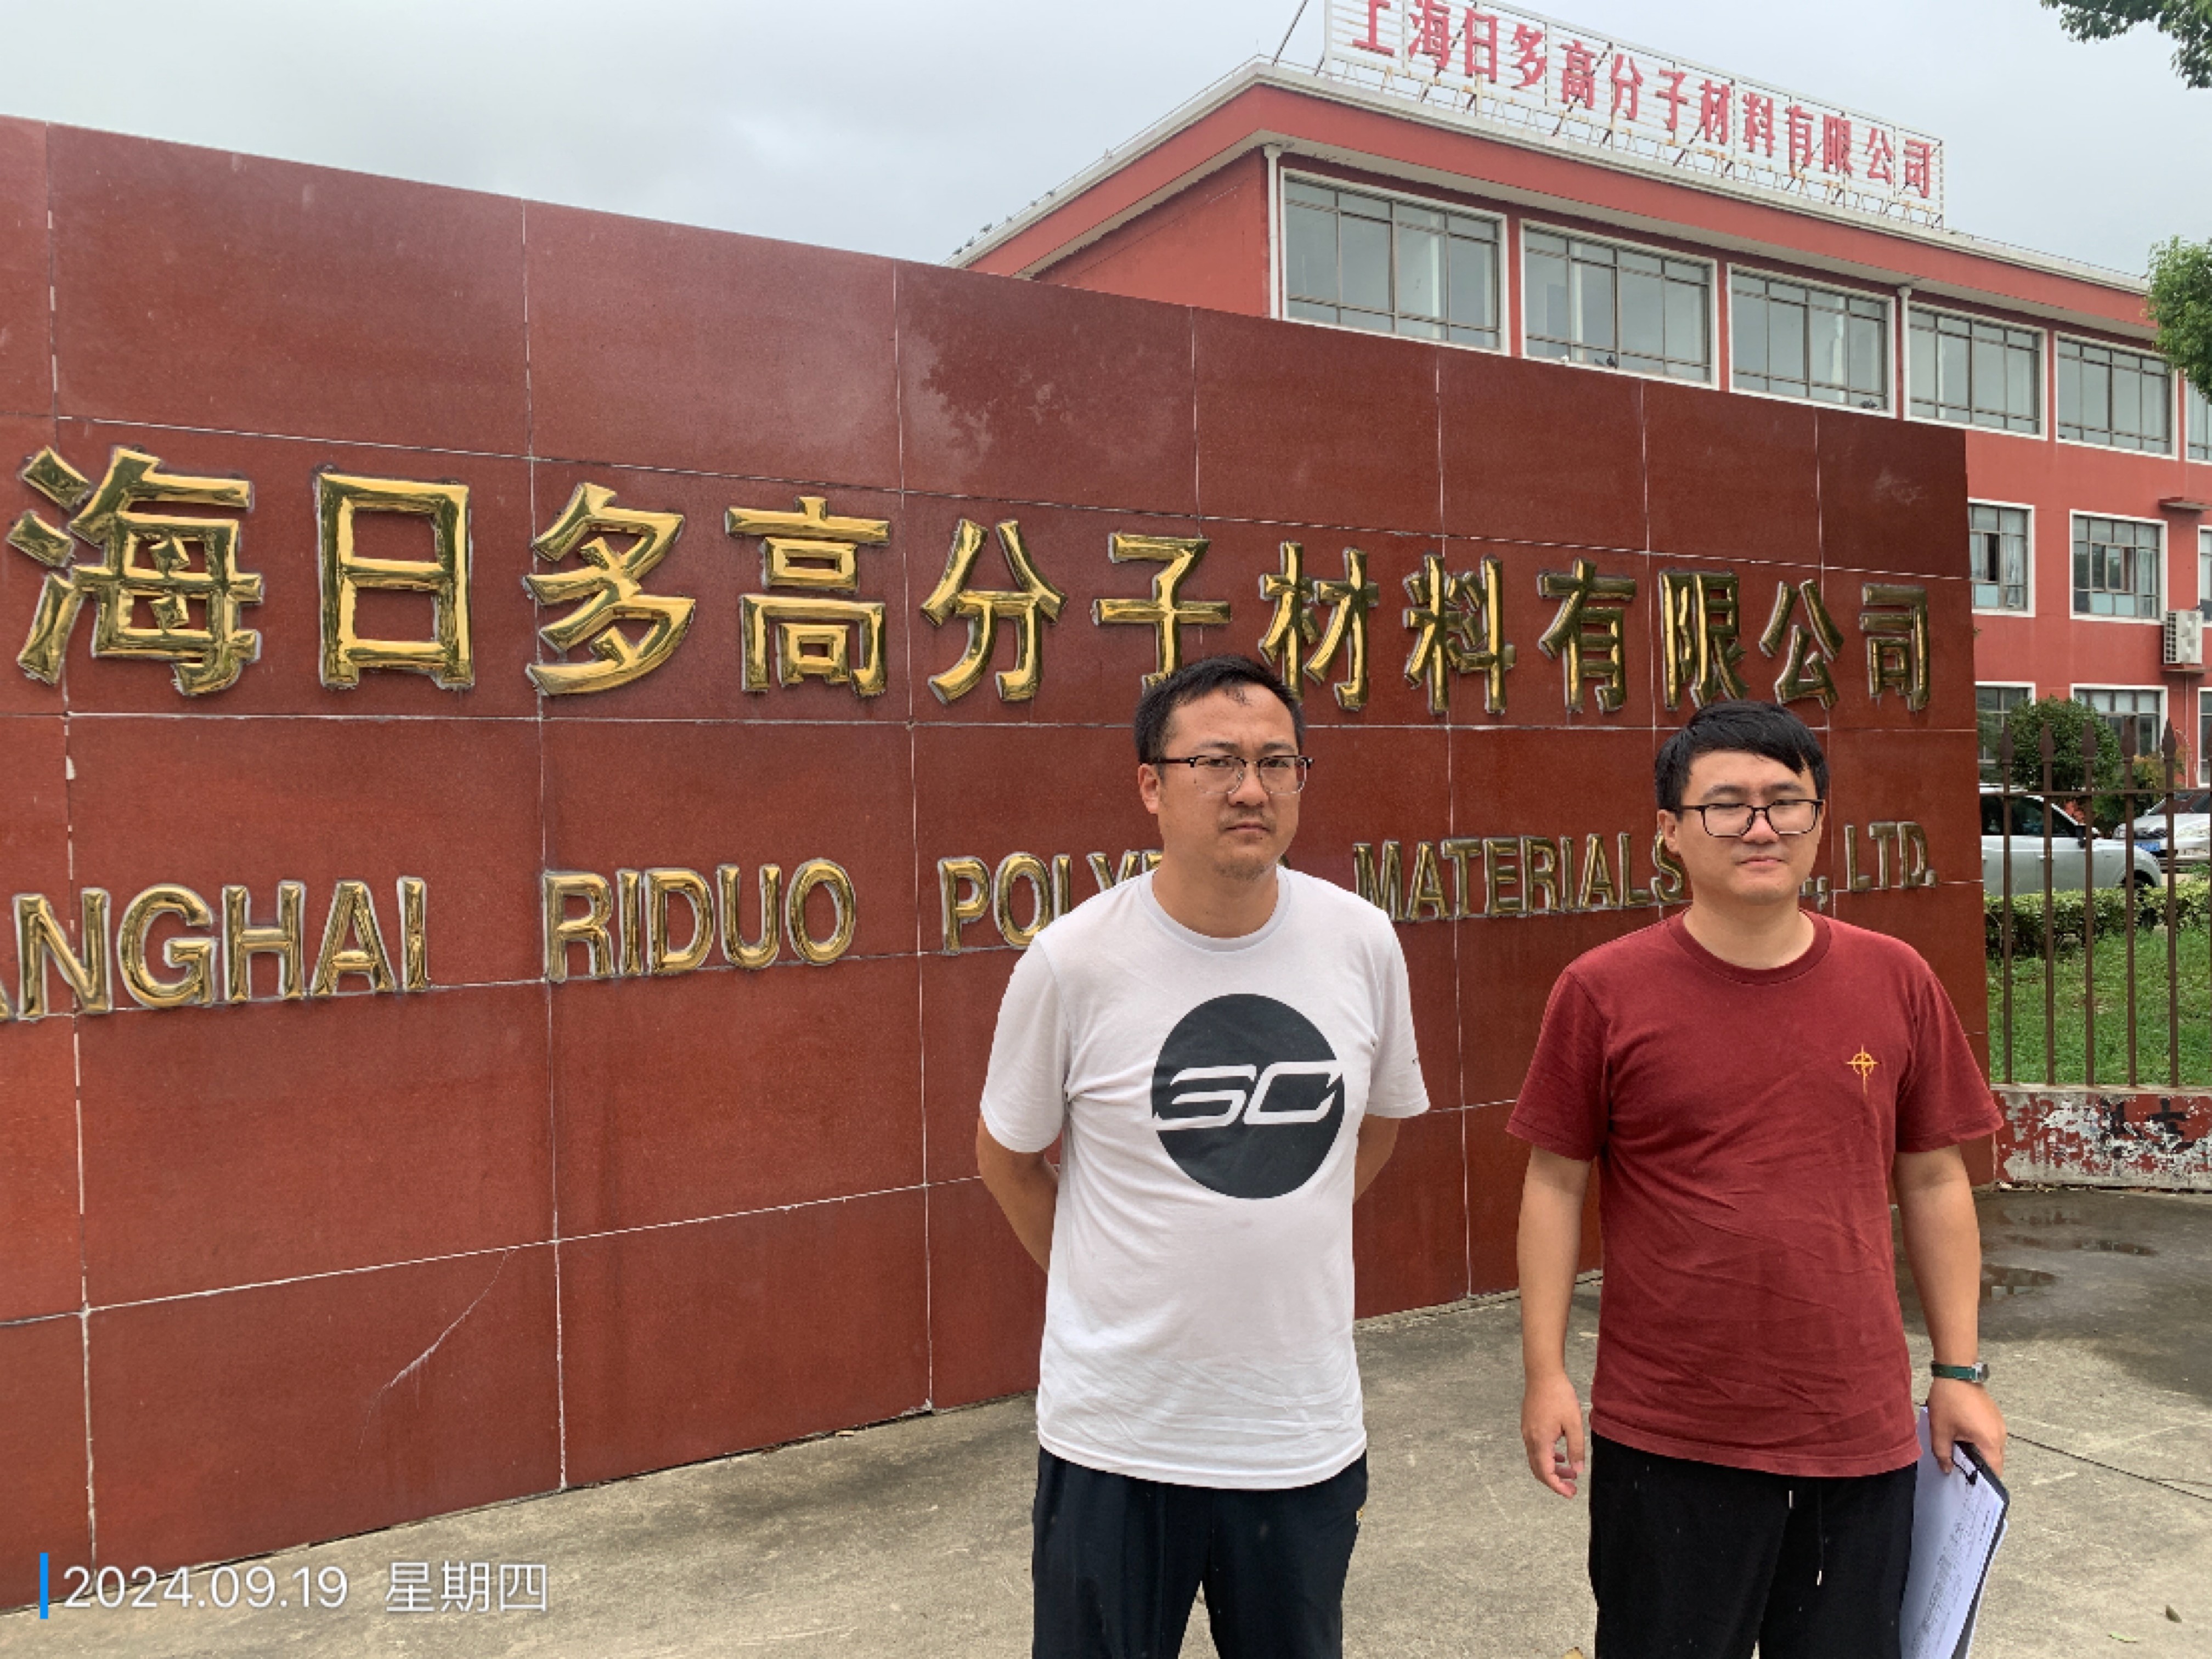 上海日多高分子材料有限公司
海日多高分子材料有限公司
ANGHAI RIDUO POLY MATERIALS ., LTD.
SC
2024.09.19 星期四